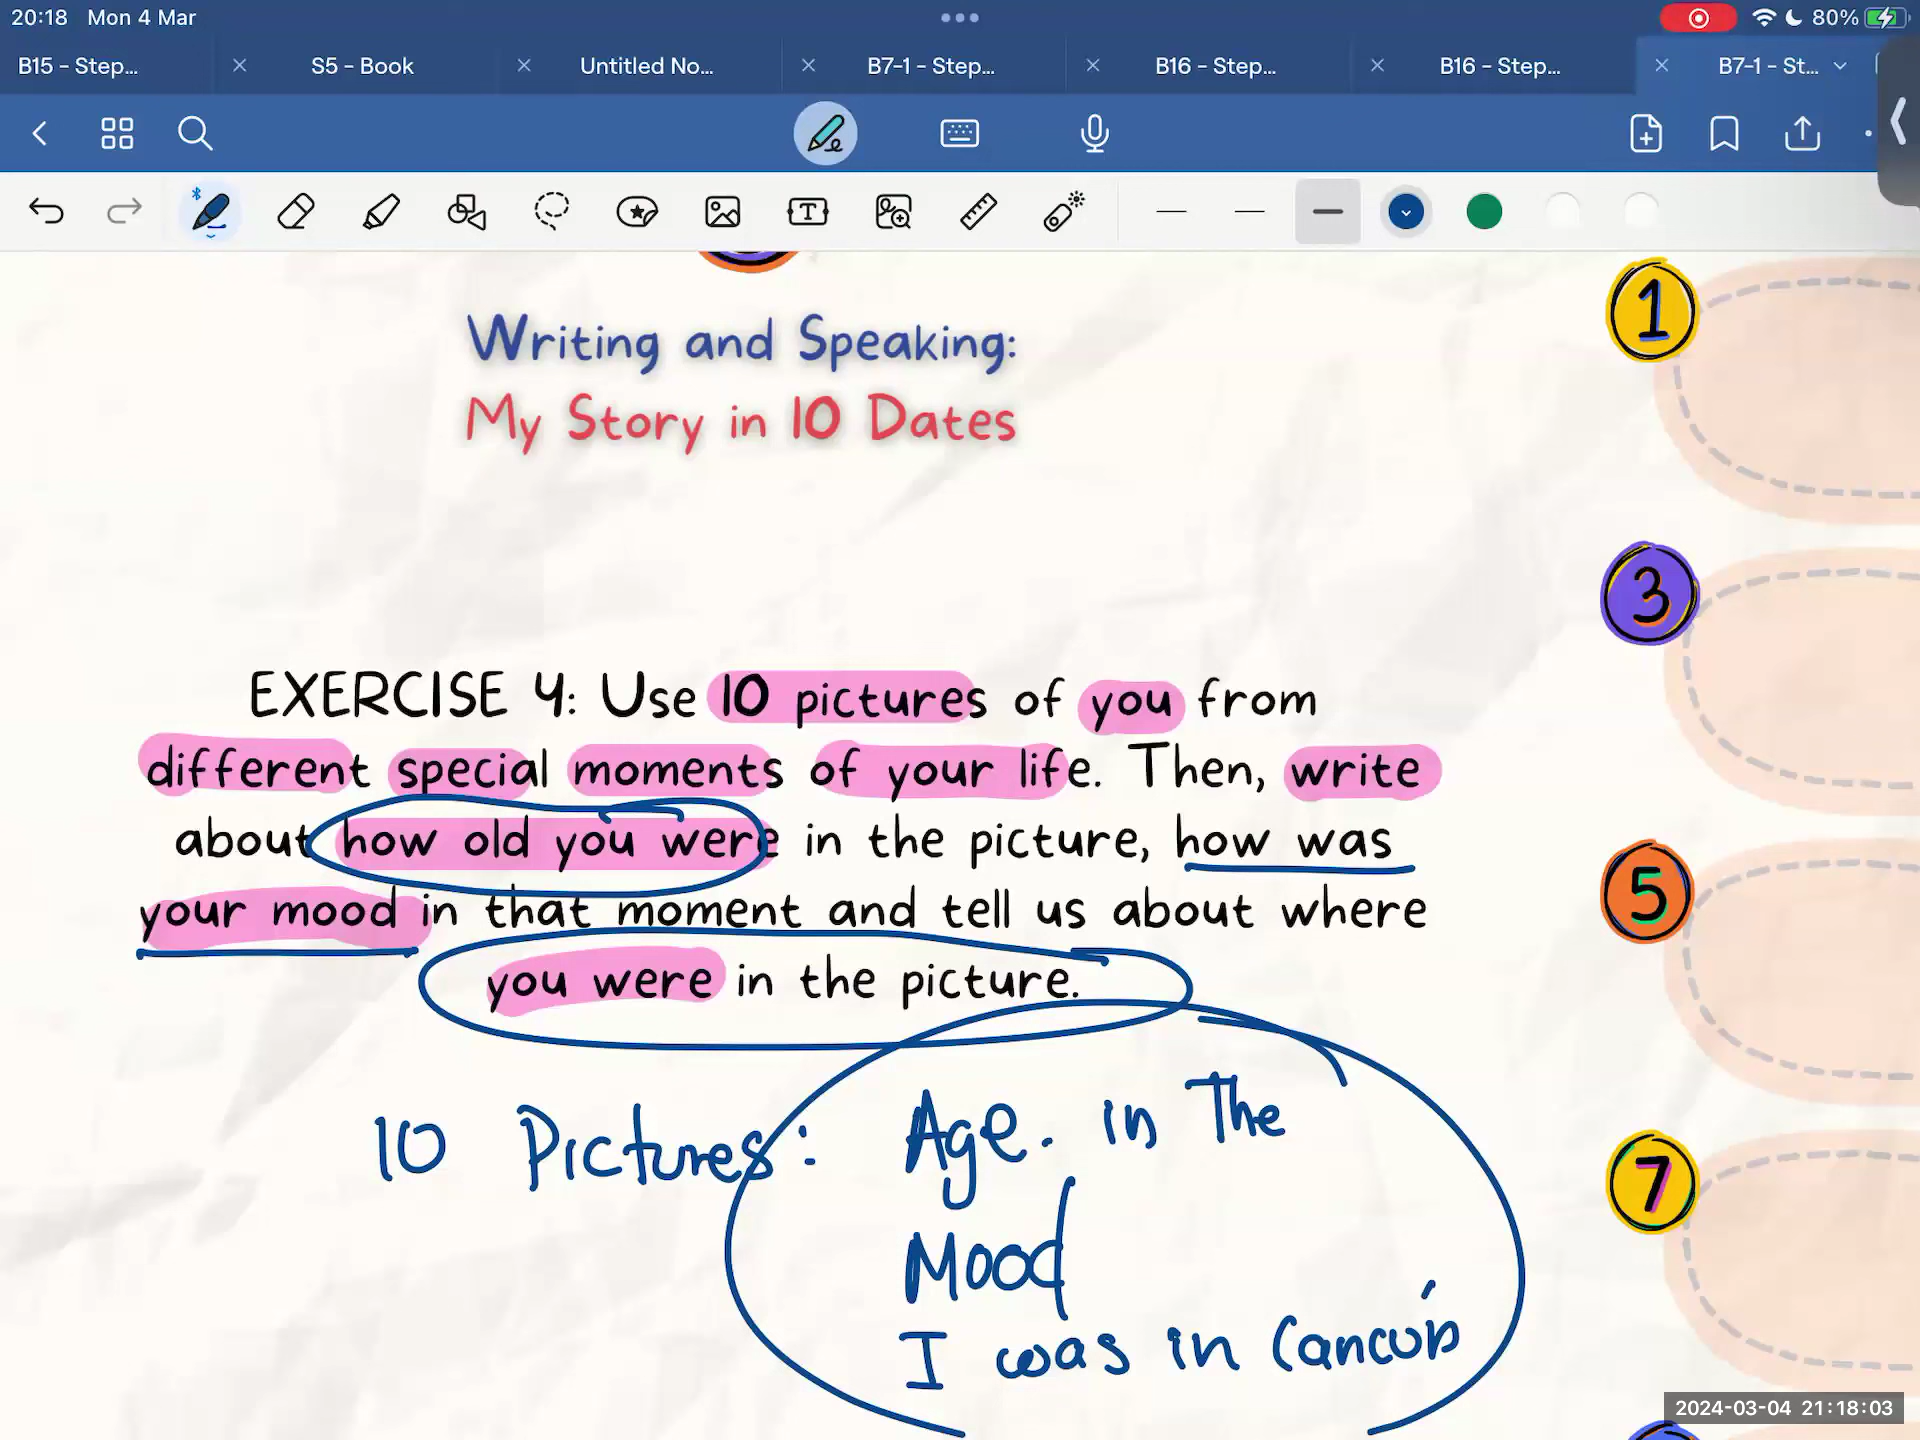 20:18 Mon 4 Mar
80%
B15 - Step...
S5 - Book
Untitled No...
B7-1 - Step...
B16 - Step...
B16 - Step...
B7-1 - St...
Writing and Speaking:
My Story in 10 Dates
EXERCISE 4: Use 10 pictures of you from
different special moments of your life. Then, write
about how old you were in the picture, how was
your mood in that moment and tell us about where
you were in the picture.
10 Pictures: Age. in The
Mood
I was in Cancún
1
3
5
7
2024-03-04 21:18:03